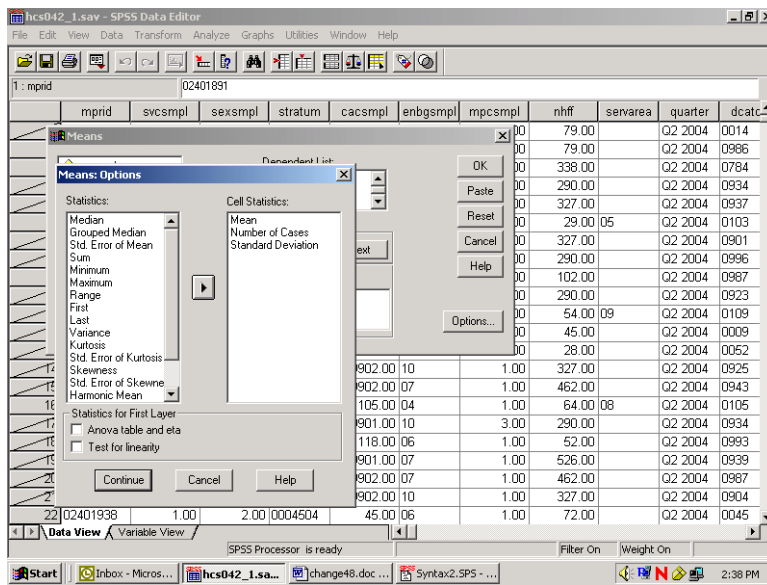 hcs042_1.sav - SPSS Data Editor
File Edit View Data Transform Analyze Graphs Utilities Window Help
1 : mprid 02401891
mprid svcsmpl sexsmpl stratum cacsmpl enbgsmpl mpcsmpl nhff servarea quarter dcatc
79.00 Q2 2004 0014
79.00 Q2 2004 0986
338.00 Q2 2004 0784
290.00 Q2 2004 0934
327.00 Q2 2004 0937
29.00 05 Q2 2004 0103
327.00 Q2 2004 0901
290.00 Q2 2004 0996
102.00 Q2 2004 0987
290.00 Q2 2004 0923
54.00 09 Q2 2004 0109
45.00 Q2 2004 0009
28.00 Q2 2004 0052
902.00 10 1.00 327.00 Q2 2004 0925
902.00 07 1.00 462.00 Q2 2004 0943
105.00 04 1.00 64.00 08 Q2 2004 0105
901.00 10 3.00 290.00 Q2 2004 0934
118.00 06 1.00 52.00 Q2 2004 0993
901.00 07 1.00 526.00 Q2 2004 0939
902.00 07 1.00 462.00 Q2 2004 0987
902.00 10 1.00 327.00 Q2 2004 0904
22 02401938 1.00 2.00 0004504 45.00 06 1.00 72.00 Q2 2004 0045
Means
Dependent List:
OK
Paste
Reset
Cancel
Help
Options...
Means: Options
Statistics:
Median
Grouped Median
Std. Error of Mean
Sum
Minimum
Maximum
Range
First
Last
Variance
Kurtosis
Std. Error of Kurtosis
Skewness
Std. Error of Skewne
Harmonic Mean
Cell Statistics:
Mean
Number of Cases
Standard Deviation
Statistics for First Layer
Anova table and eta
Test for linearity
Continue Cancel Help
Data View Variable View
SPSS Processor is ready Filter On Weight On
Start Inbox - Micros... hcs042_1.sa... change48.doc ... Syntax2.SPS - ... 2:38 PM